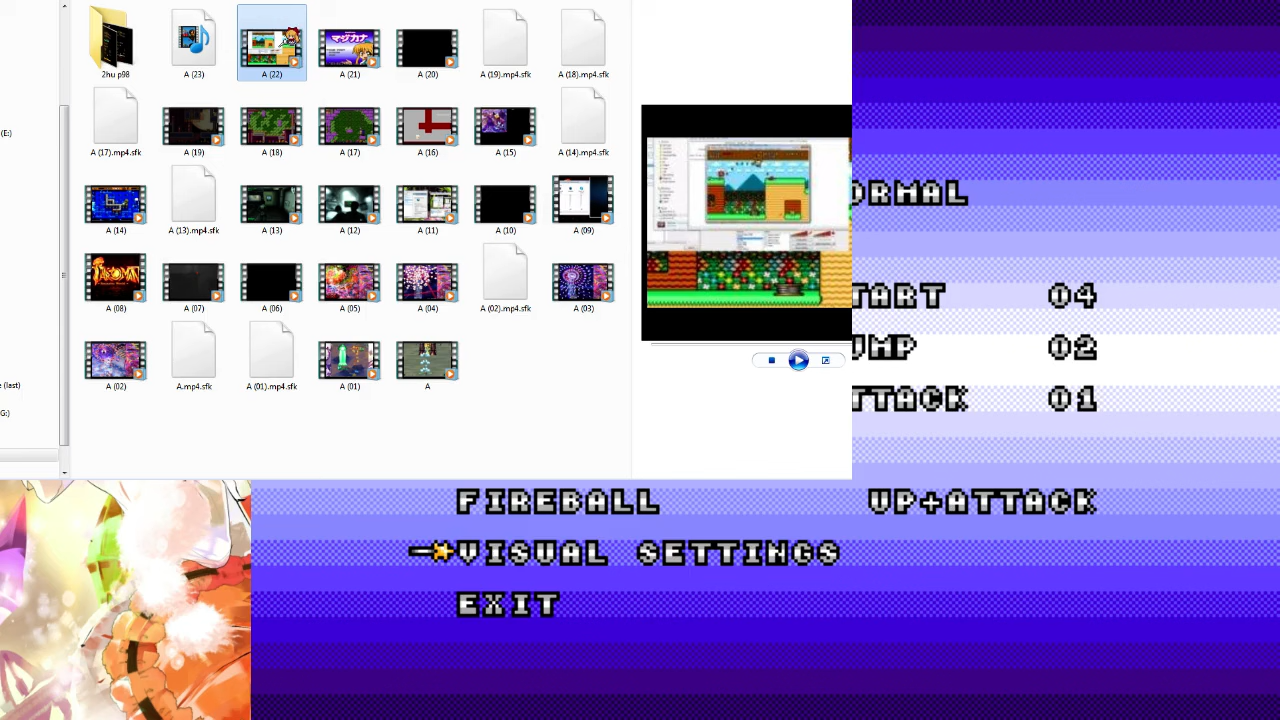 2hu p98
A (23)
A (22)
A (21)
A (20)
A (19).mp4.sfk
A (18).mp4.sfk
マジカナ
(E:)
A (17).mp4.sfk
A (19)
A (18)
A (17)
A (16)
A (15)
A (14).mp4.sfk
A (14)
A (13).mp4.sfk
A (13)
A (12)
A (11)
A (10)
A (09)
A (08)
A (07)
A (06)
A (05)
A (04)
A (02).mp4.sfk
A (03)
A (02)
A.mp4.sfk
A (01).mp4.sfk
A (01)
A
e (last)
G:)
ORMAL
TART 04
UMP 02
TTACK 01
FIREBALL UP+ATTACK
VISUAL SETTINGS
EXIT